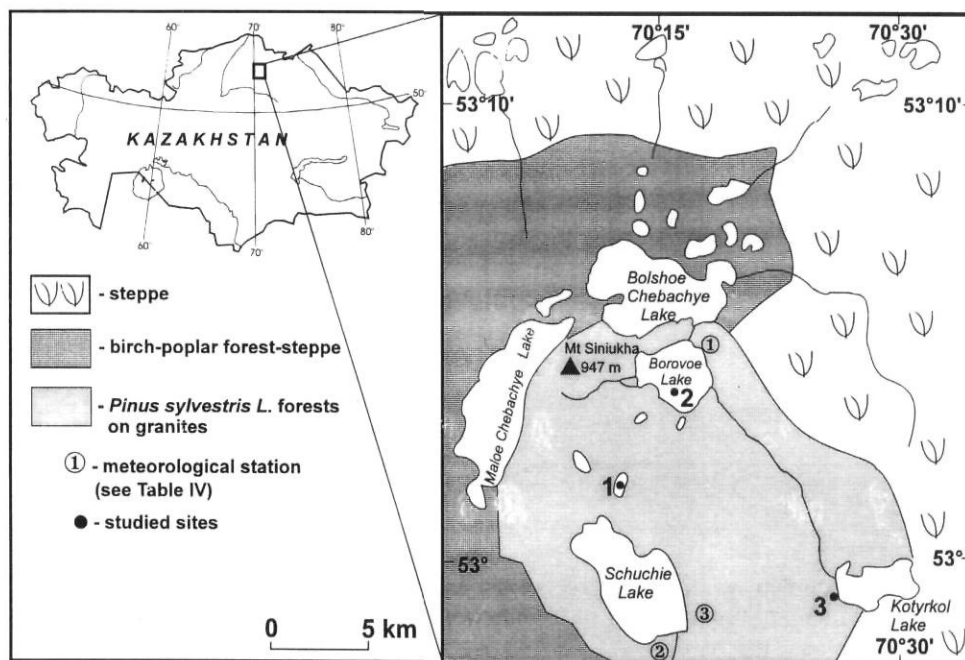 60°
70°
80°
50°
KAZAKHSTAN
60°
70°
80°
- steppe
- birch-poplar forest-steppe
- Pinus sylvestris L. forests
on granites
① - meteorological station
(see Table IV)
- studied sites
0 5 km
70°15'
70°30'
53°10'
53°10'
Bolshoe
Chebachye
Lake
Maloe Chebachye Lake
Mt Siniukha
947 m
Borovoe
Lake
①
2
1
53°
53°
Schuchie
Lake
③
②
3
Kotyrkol
Lake
70°30'